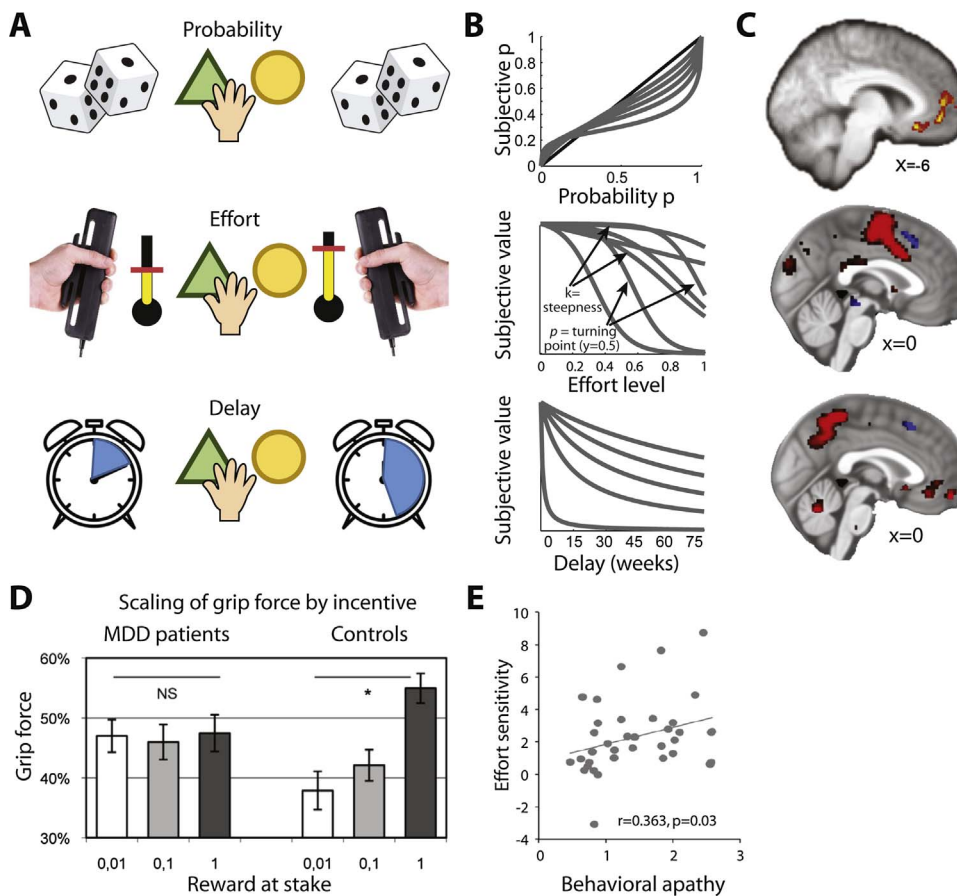 A
Probability
Effort
Delay
B
Subjective p
1
0.8
0.6
0.4
0.2
0
0
0.5
1
Probability p
Subjective value
k=
steepness
p = turning
point (y=0.5)
0
0.2
0.4
0.6
0.8
1
Effort level
Subjective value
0
15
30
45
60
75
Delay (weeks)
C
X=-6
x=0
x=0
D
Scaling of grip force by incentive
MDD patients
Controls
Grip force
60%
50%
40%
30%
NS
*
0,01
0,1
1
0,01
0,1
1
Reward at stake
E
Effort sensitivity
10
8
6
4
2
0
-2
-4
r=0.363, p=0.03
0
1
2
3
Behavioral apathy